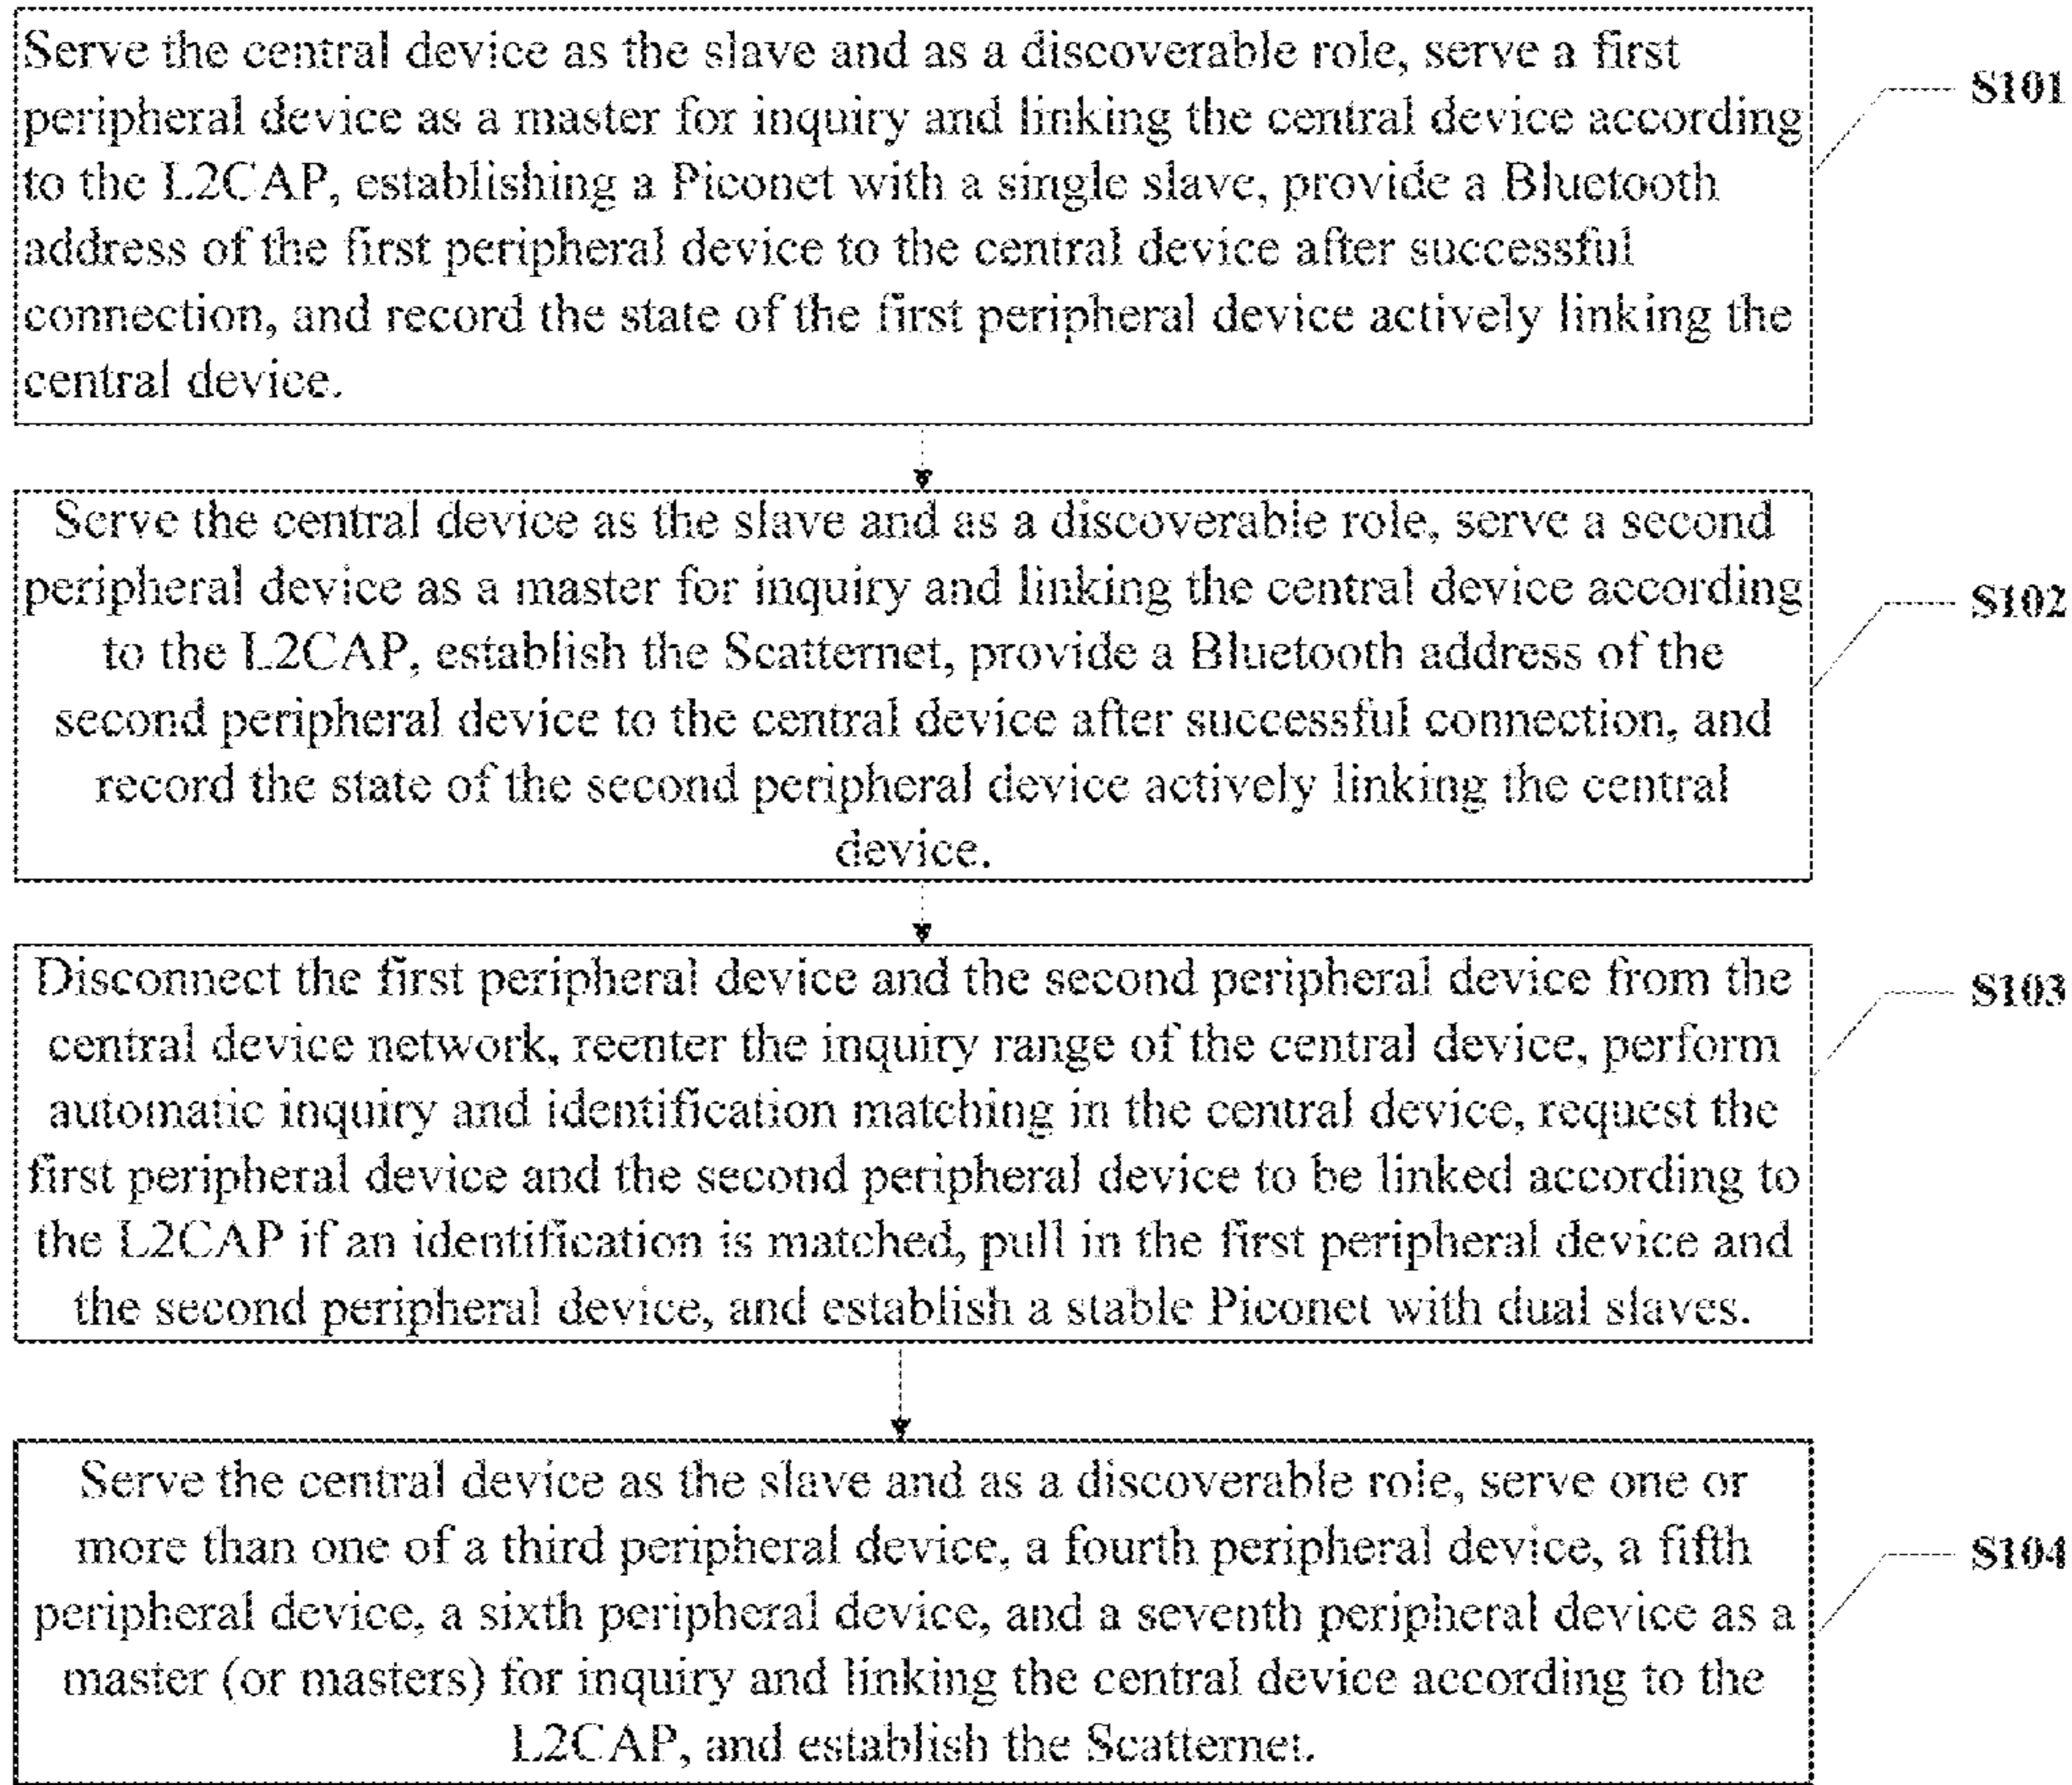 Serve the central device as the slave and as a discoverable role, serve a first
peripheral device as a master for inquiry and linking the central device according
to the L2CAP, establishing a Piconet with a single slave, provide a Bluetooth
address of the first peripheral device to the central device after successful
connection, and record the state of the first peripheral device actively linking the
central device.
S101
Serve the central device as the slave and as a discoverable role, serve a second
peripheral device as a master for inquiry and linking the central device according
to the L2CAP, establish the Scatternet, provide a Bluetooth address of the
second peripheral device to the central device after successful connection, and
record the state of the second peripheral device actively linking the central
device.
S102
Disconnect the first peripheral device and the second peripheral device from the
central device network, reenter the inquiry range of the central device, perform
automatic inquiry and identification matching in the central device, request the
first peripheral device and the second peripheral device to be linked according to
the L2CAP if an identification is matched, pull in the first peripheral device and
the second peripheral device, and establish a stable Piconet with dual slaves.
S103
Serve the central device as the slave and as a discoverable role, serve one or
more than one of a third peripheral device, a fourth peripheral device, a fifth
peripheral device, a sixth peripheral device, and a seventh peripheral device as a
master (or masters) for inquiry and linking the central device according to the
L2CAP, and establish the Scatternet.
S104